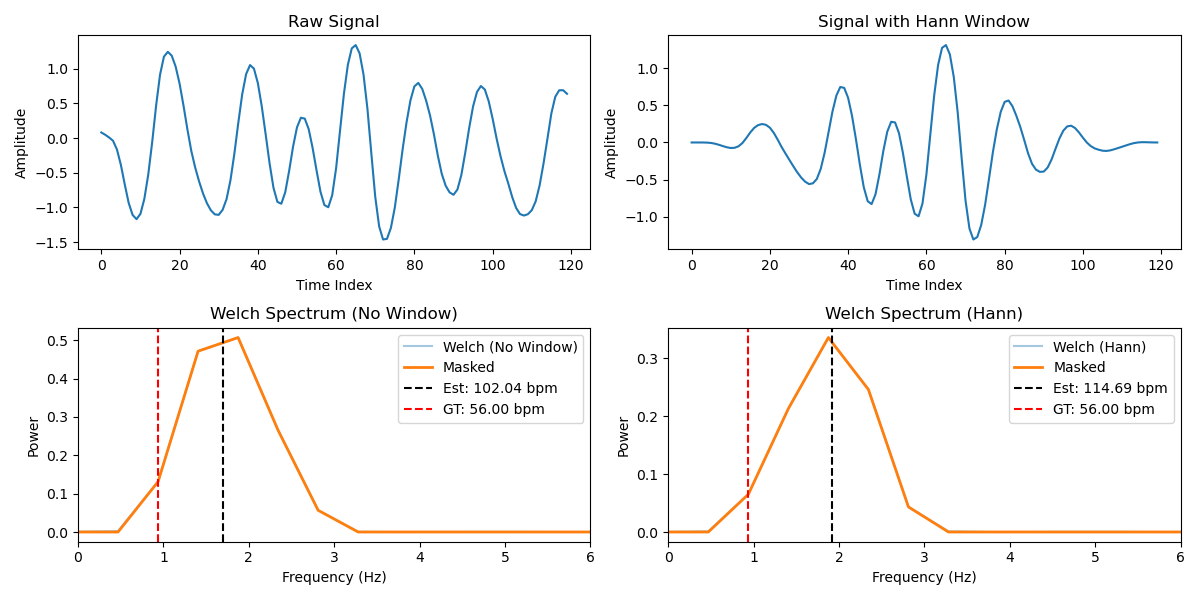 Raw Signal
Amplitude
1.0
0.5
0.0
−0.5
−1.0
−1.5
0 20 40 60 80 100 120
Time Index
Signal with Hann Window
Amplitude
1.0
0.5
0.0
−0.5
−1.0
0 20 40 60 80 100 120
Time Index
Welch Spectrum (No Window)
Power
0.5
0.4
0.3
0.2
0.1
0.0
Welch (No Window)
Masked
Est: 102.04 bpm
GT: 56.00 bpm
0 1 2 3 4 5 6
Frequency (Hz)
Welch Spectrum (Hann)
Power
0.3
0.2
0.1
0.0
Welch (Hann)
Masked
Est: 114.69 bpm
GT: 56.00 bpm
0 1 2 3 4 5 6
Frequency (Hz)